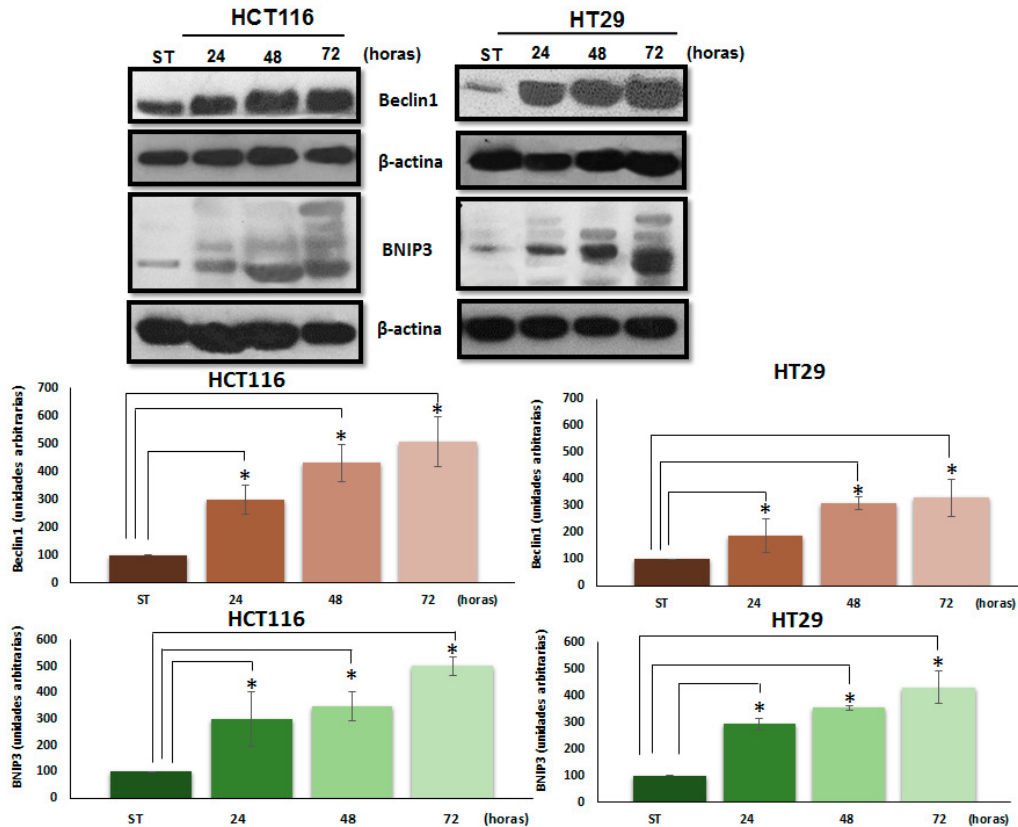 HCT116
ST 24 48 72 (horas)
HT29
ST 24 48 72 (horas)
Beclin1
β-actina
BNIP3
β-actina
HCT116
Beclin1 (unidades arbitrarias)
700
600
500
400
300
200
100
0
* * *
ST 24 48 72 (horas)
HT29
Beclin1 (unidades arbitrarias)
700
600
500
400
300
200
100
0
* * *
ST 24 48 72 (horas)
HCT116
BNIP3 (unidades arbitrarias)
600
500
400
300
200
100
0
* * *
ST 24 48 72 (horas)
HT29
BNIP3 (unidades arbitrarias)
600
500
400
300
200
100
0
* * *
ST 24 48 72 (horas)